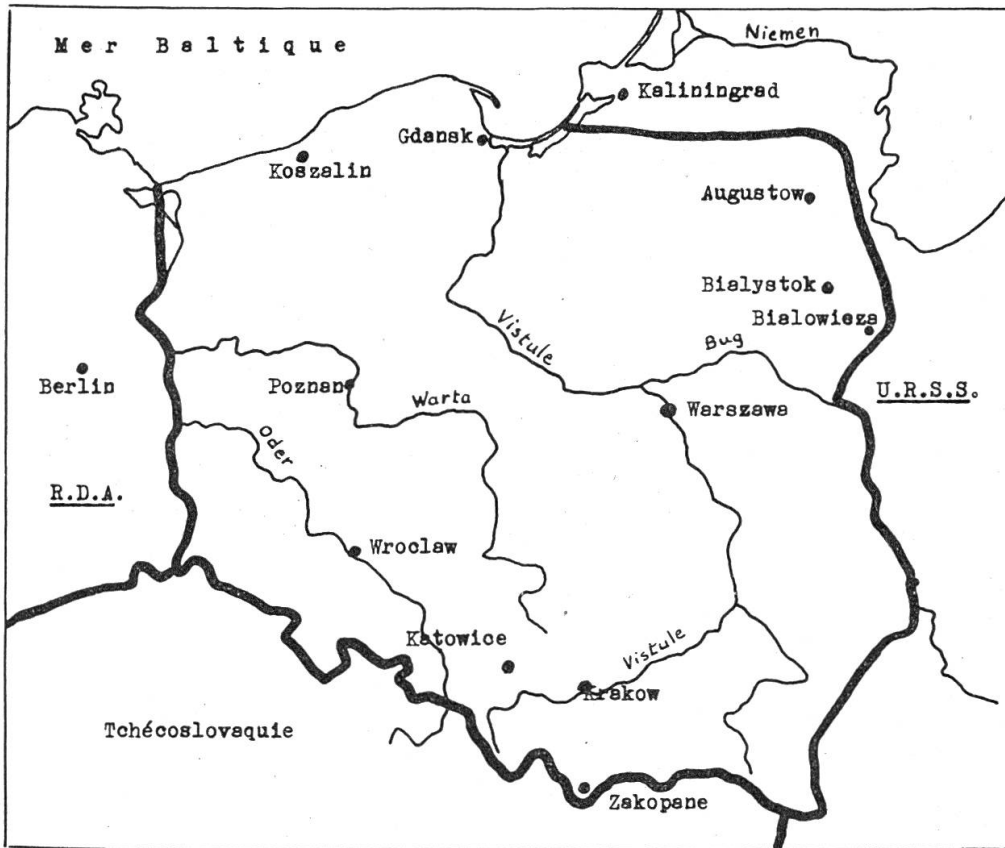 Mer Baltique
Niemen
Kaliningrad
Gdansk
Koszalin
Augustow
Bialystok
Bialowieza
Vistule
Bug
Berlin
Poznan
Warta
Warszawa
U.R.S.S.
Oder
R.D.A.
Wroclaw
Katowice
Vistule
Krakow
Tchécoslovaquie
Zakopane